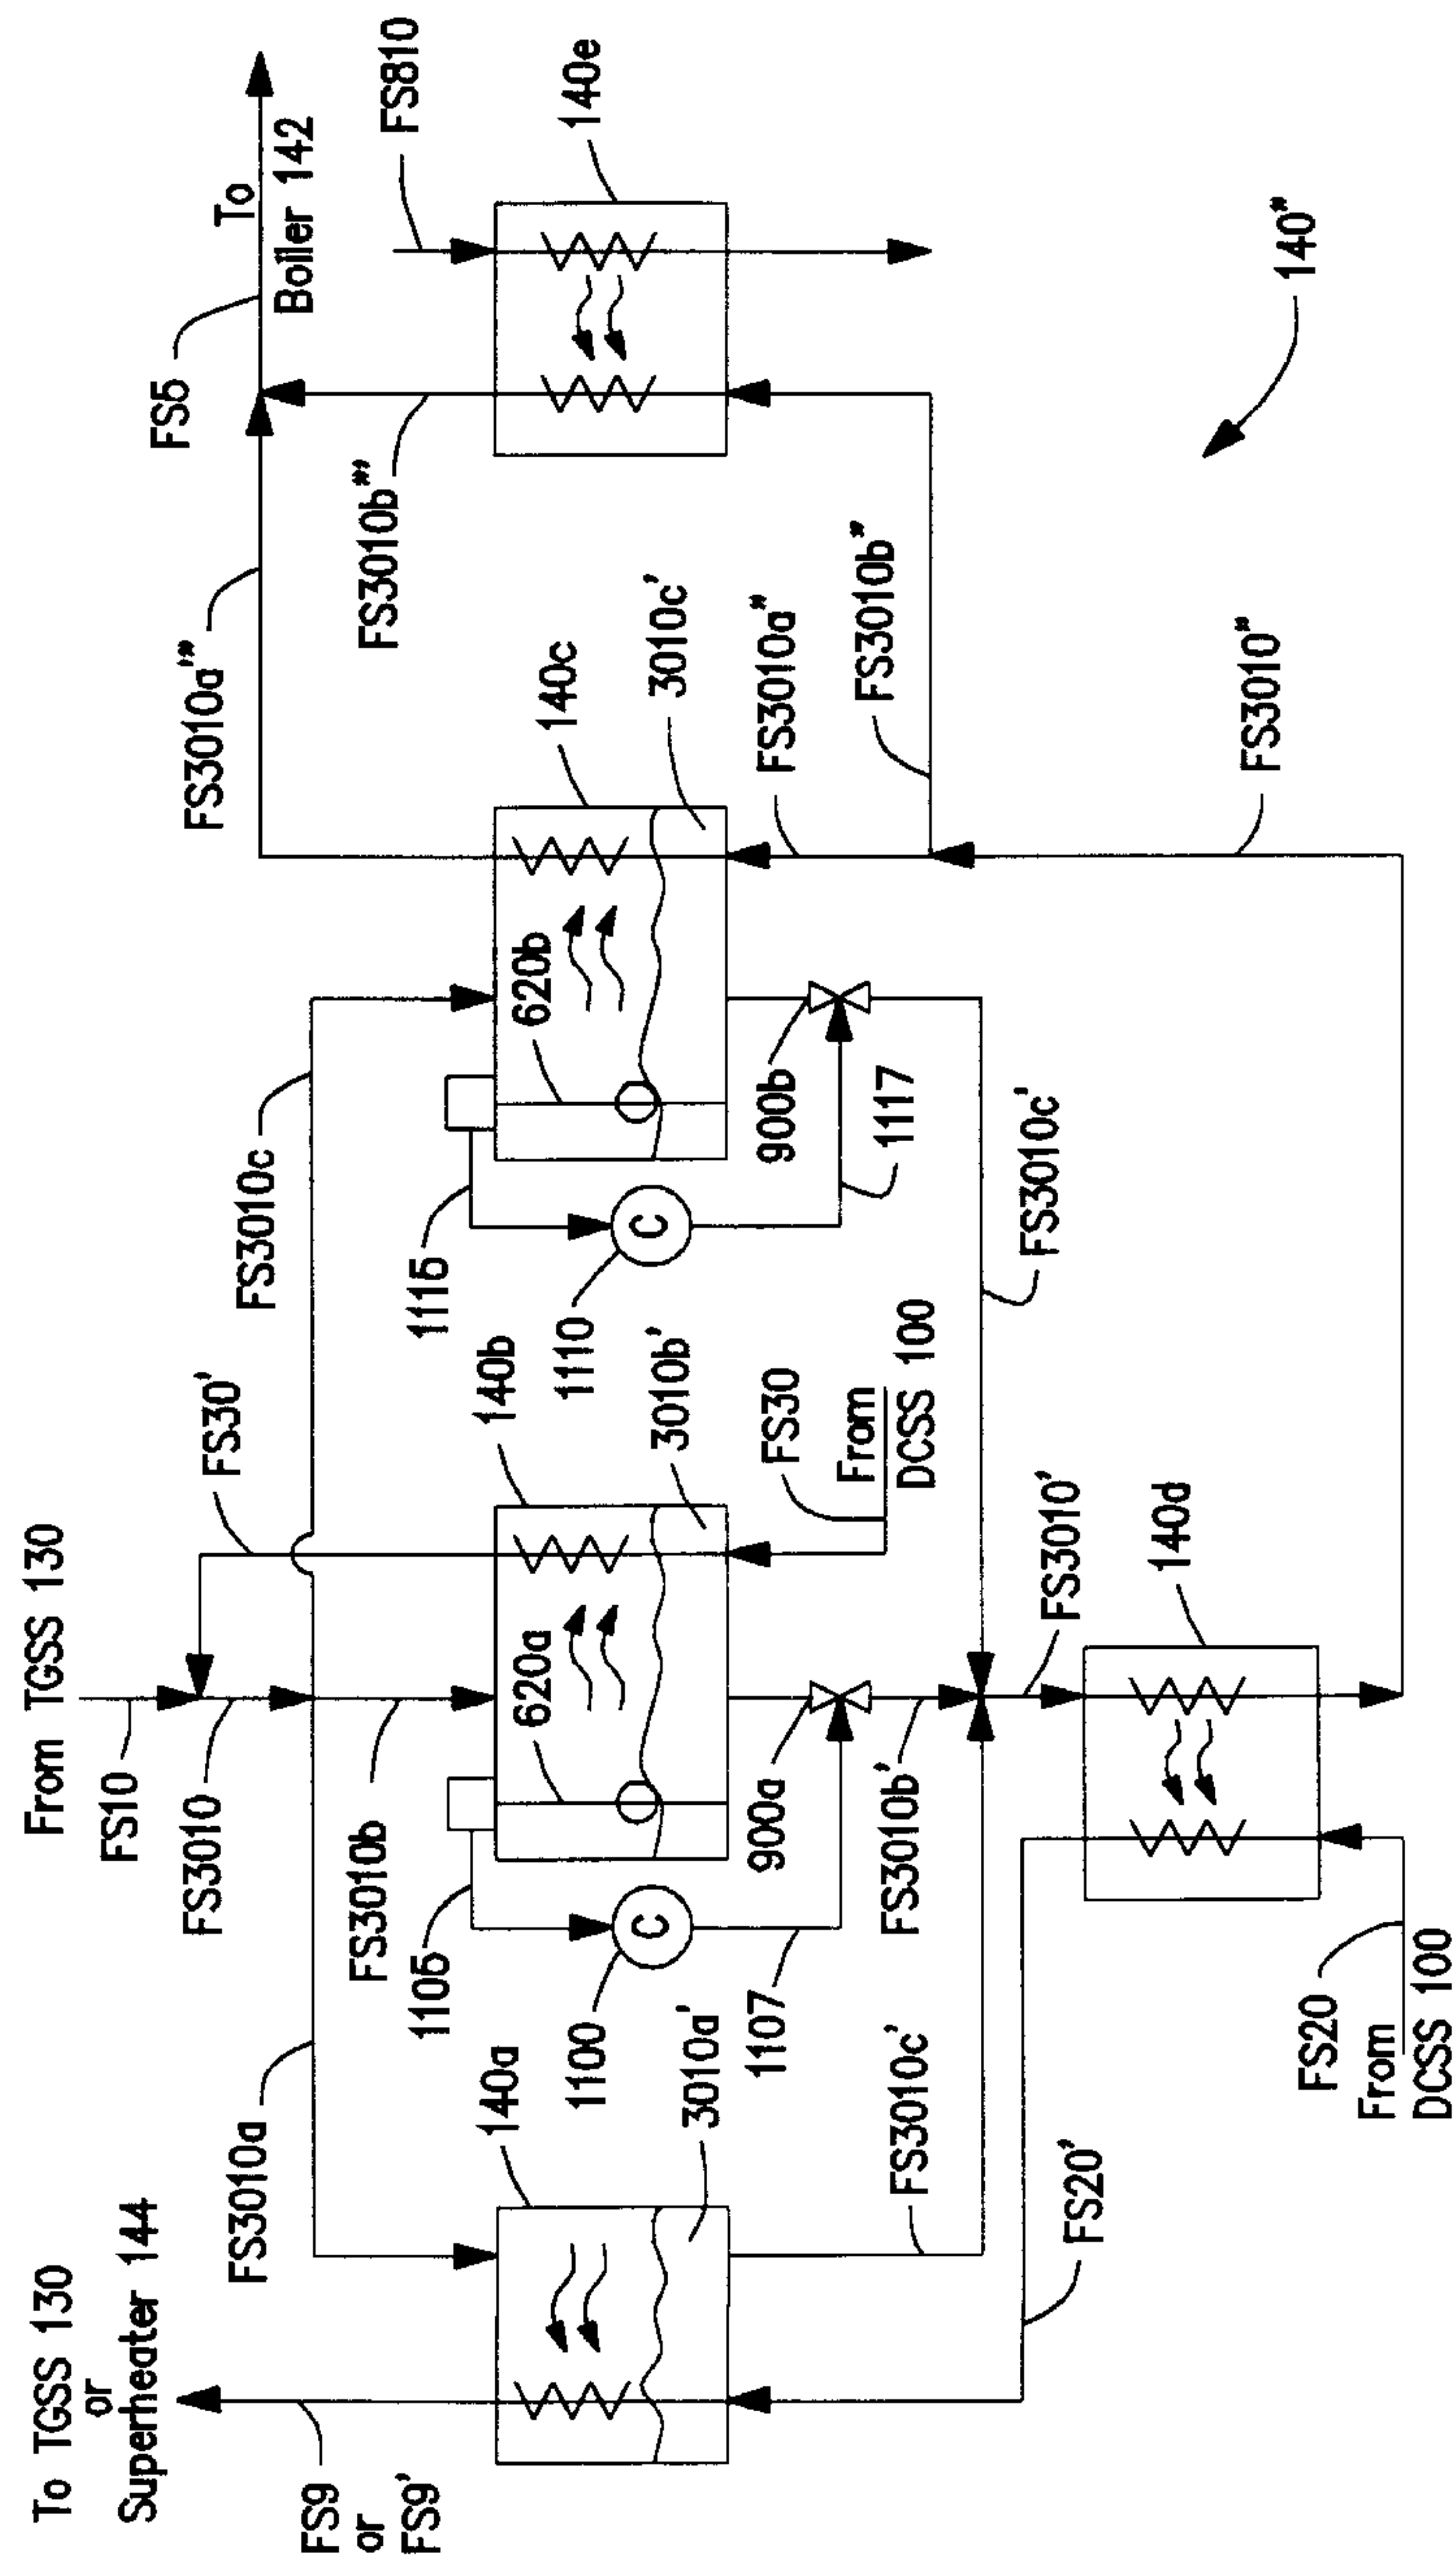 To TGSS 130
or
Superheater 144
FS9
or
FS9'
FS3010a
140a
3010a'
FS3010c'
FS20'
From TGSS 130
FS10
FS3010
FS3010b
FS30'
1105
1100
C
620a
140b
3010b'
900a
1107
FS3010b'
FS30
From
DCSS 100
FS3010'
140d
FS20
From
DCSS 100
FS3010c
1115
1110
C
620b
140c
3010c'
900b
1117
FS3010c'
FS3010a"
FS3010b"
FS3010"
FS3010a'"
FS3010b'"
FS5
To
Boiler 142
FS810
140e
140"